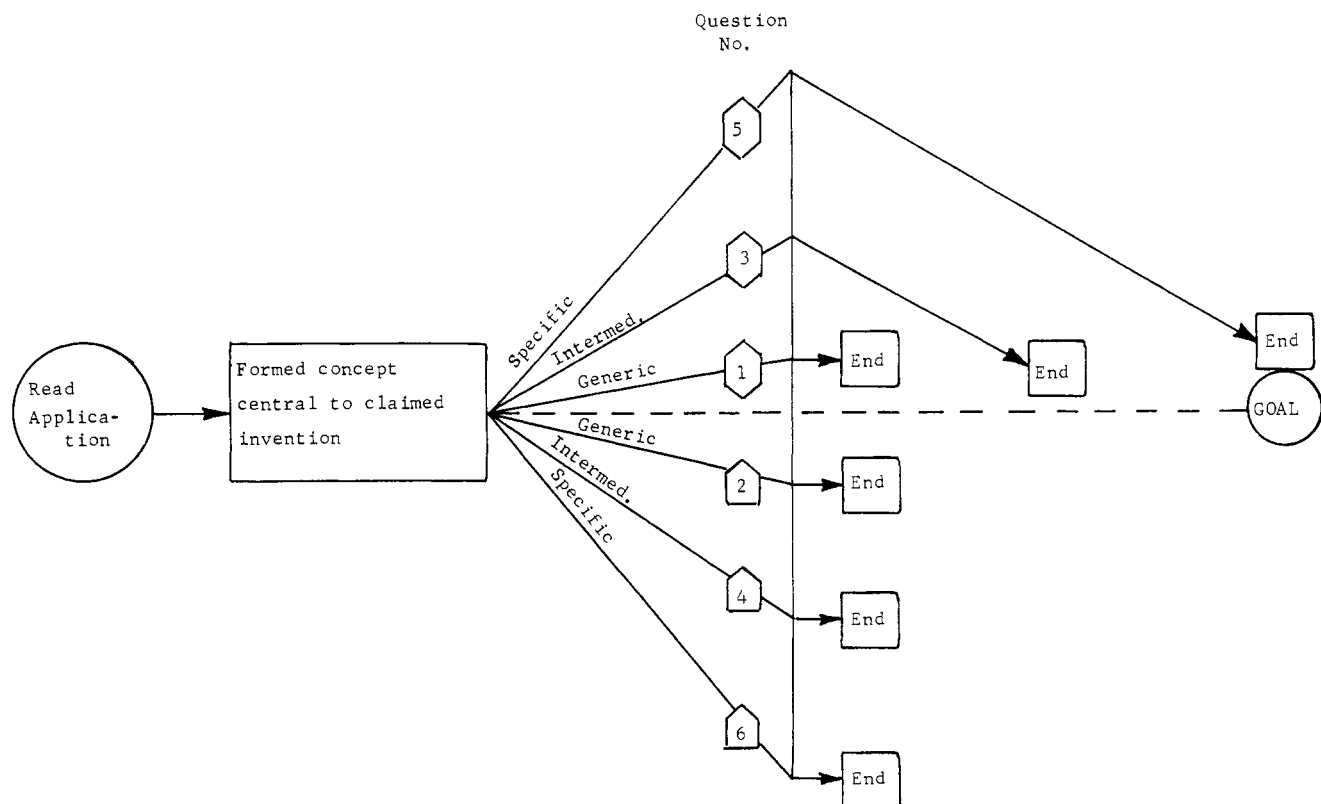 Question
No.
5
3
Specific
Intermed.
Generic
1
End
End
End
Read
Applica-
tion
Formed concept
central to claimed
invention
GOAL
Generic
Intermed.
Specific
2
End
4
End
6
End